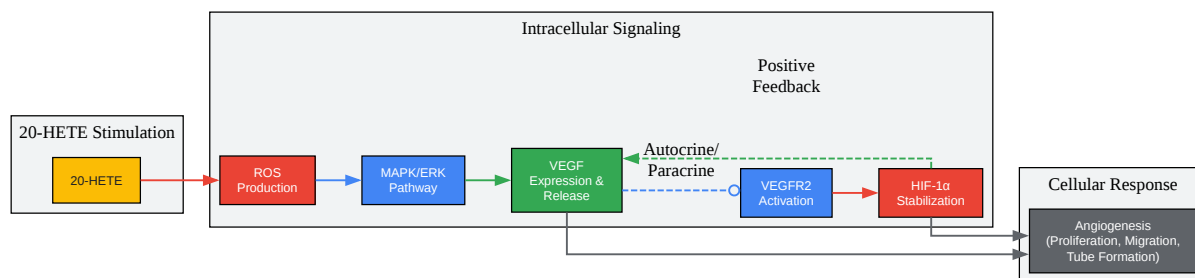 Intracellular Signaling
Positive
Feedback
20-HETE Stimulation
20-HETE
ROS
Production
MAPK/ERK
Pathway
VEGF
Expression &
Release
Autocrine/
Paracrine
VEGFR2
Activation
HIF-1α
Stabilization
Cellular Response
Angiogenesis
(Proliferation, Migration,
Tube Formation)